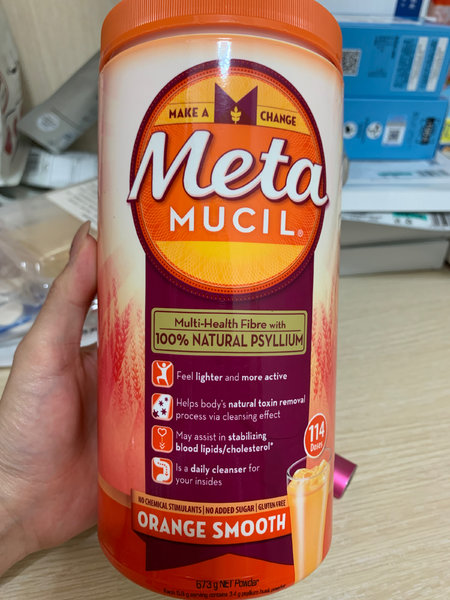 MAKE A CHANGE
Meta
MUCIL®
Multi-Health Fibre with
100% NATURAL PSYLLIUM
Feel lighter and more active
Helps body's natural toxin removal
process via cleansing effect
May assist in stabilizing
blood lipids/cholesterol*
Is a daily cleanser for
your insides
114
Doses
NO CHEMICAL STIMULANTS | NO ADDED SUGAR | GLUTEN FREE
ORANGE SMOOTH
673 g NET Powder